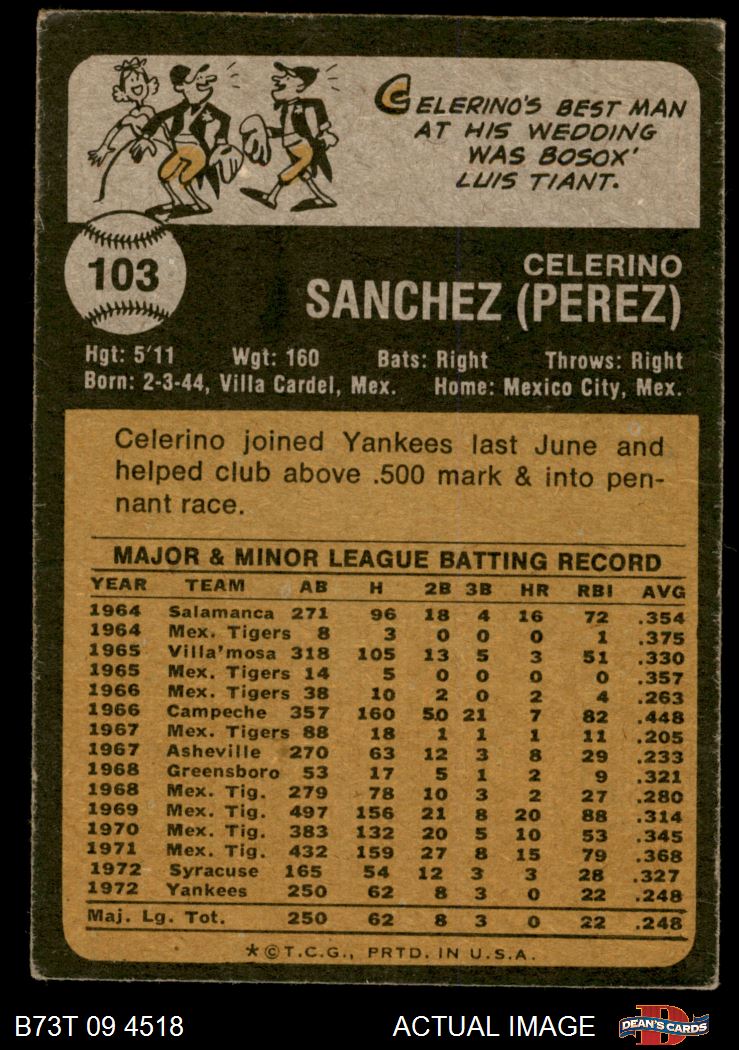 CELERINO'S BEST MAN
AT HIS WEDDING
WAS BOSOX'
LUIS TIANT.
103
CELERINO
SANCHEZ (PEREZ)
Hgt: 5'11 Wgt: 160 Bats: Right Throws: Right
Born: 2-3-44, Villa Cardel, Mex. Home: Mexico City, Mex.
Celerino joined Yankees last June and
helped club above .500 mark & into pen-
nant race.
MAJOR & MINOR LEAGUE BATTING RECORD
YEAR TEAM AB H 2B 3B HR RBI AVG
1964 Salamanca 271 96 18 4 16 72 .354
1964 Mex. Tigers 8 3 0 0 0 1 .375
1965 Villa'mosa 318 105 13 5 3 51 .330
1965 Mex. Tigers 14 5 0 0 0 0 .357
1966 Mex. Tigers 38 10 2 0 2 4 .263
1966 Campeche 357 160 50 21 7 82 .448
1967 Mex. Tigers 88 18 1 1 1 11 .205
1967 Asheville 270 63 12 3 8 29 .233
1968 Greensboro 53 17 5 1 2 9 .321
1968 Mex. Tig. 279 78 10 3 2 27 .280
1969 Mex. Tig. 497 156 21 8 20 88 .314
1970 Mex. Tig. 383 132 20 5 10 53 .345
1971 Mex. Tig. 432 159 27 8 15 79 .368
1972 Syracuse 165 54 12 3 3 28 .327
1972 Yankees 250 62 8 3 0 22 .248
Maj. Lg. Tot. 250 62 8 3 0 22 .248
*©T.C.G., PRTD. IN U.S.A.
B73T 09 4518 ACTUAL IMAGE D DEAN'S CARDS